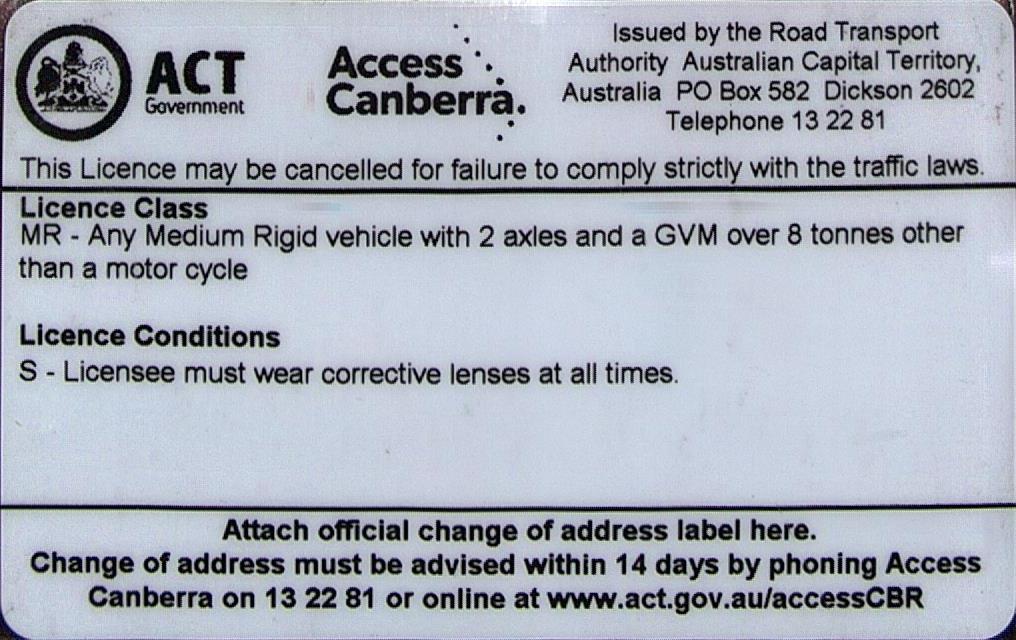 ACT
Government
Access
Canberra.
Issued by the Road Transport
Authority Australian Capital Territory,
Australia PO Box 582 Dickson 2602
Telephone 13 22 81
This Licence may be cancelled for failure to comply strictly with the traffic laws.
Licence Class
MR - Any Medium Rigid vehicle with 2 axles and a GVM over 8 tonnes other
than a motor cycle
Licence Conditions
S - Licensee must wear corrective lenses at all times.
Attach official change of address label here.
Change of address must be advised within 14 days by phoning Access
Canberra on 13 22 81 or online at www.act.gov.au/accessCBR